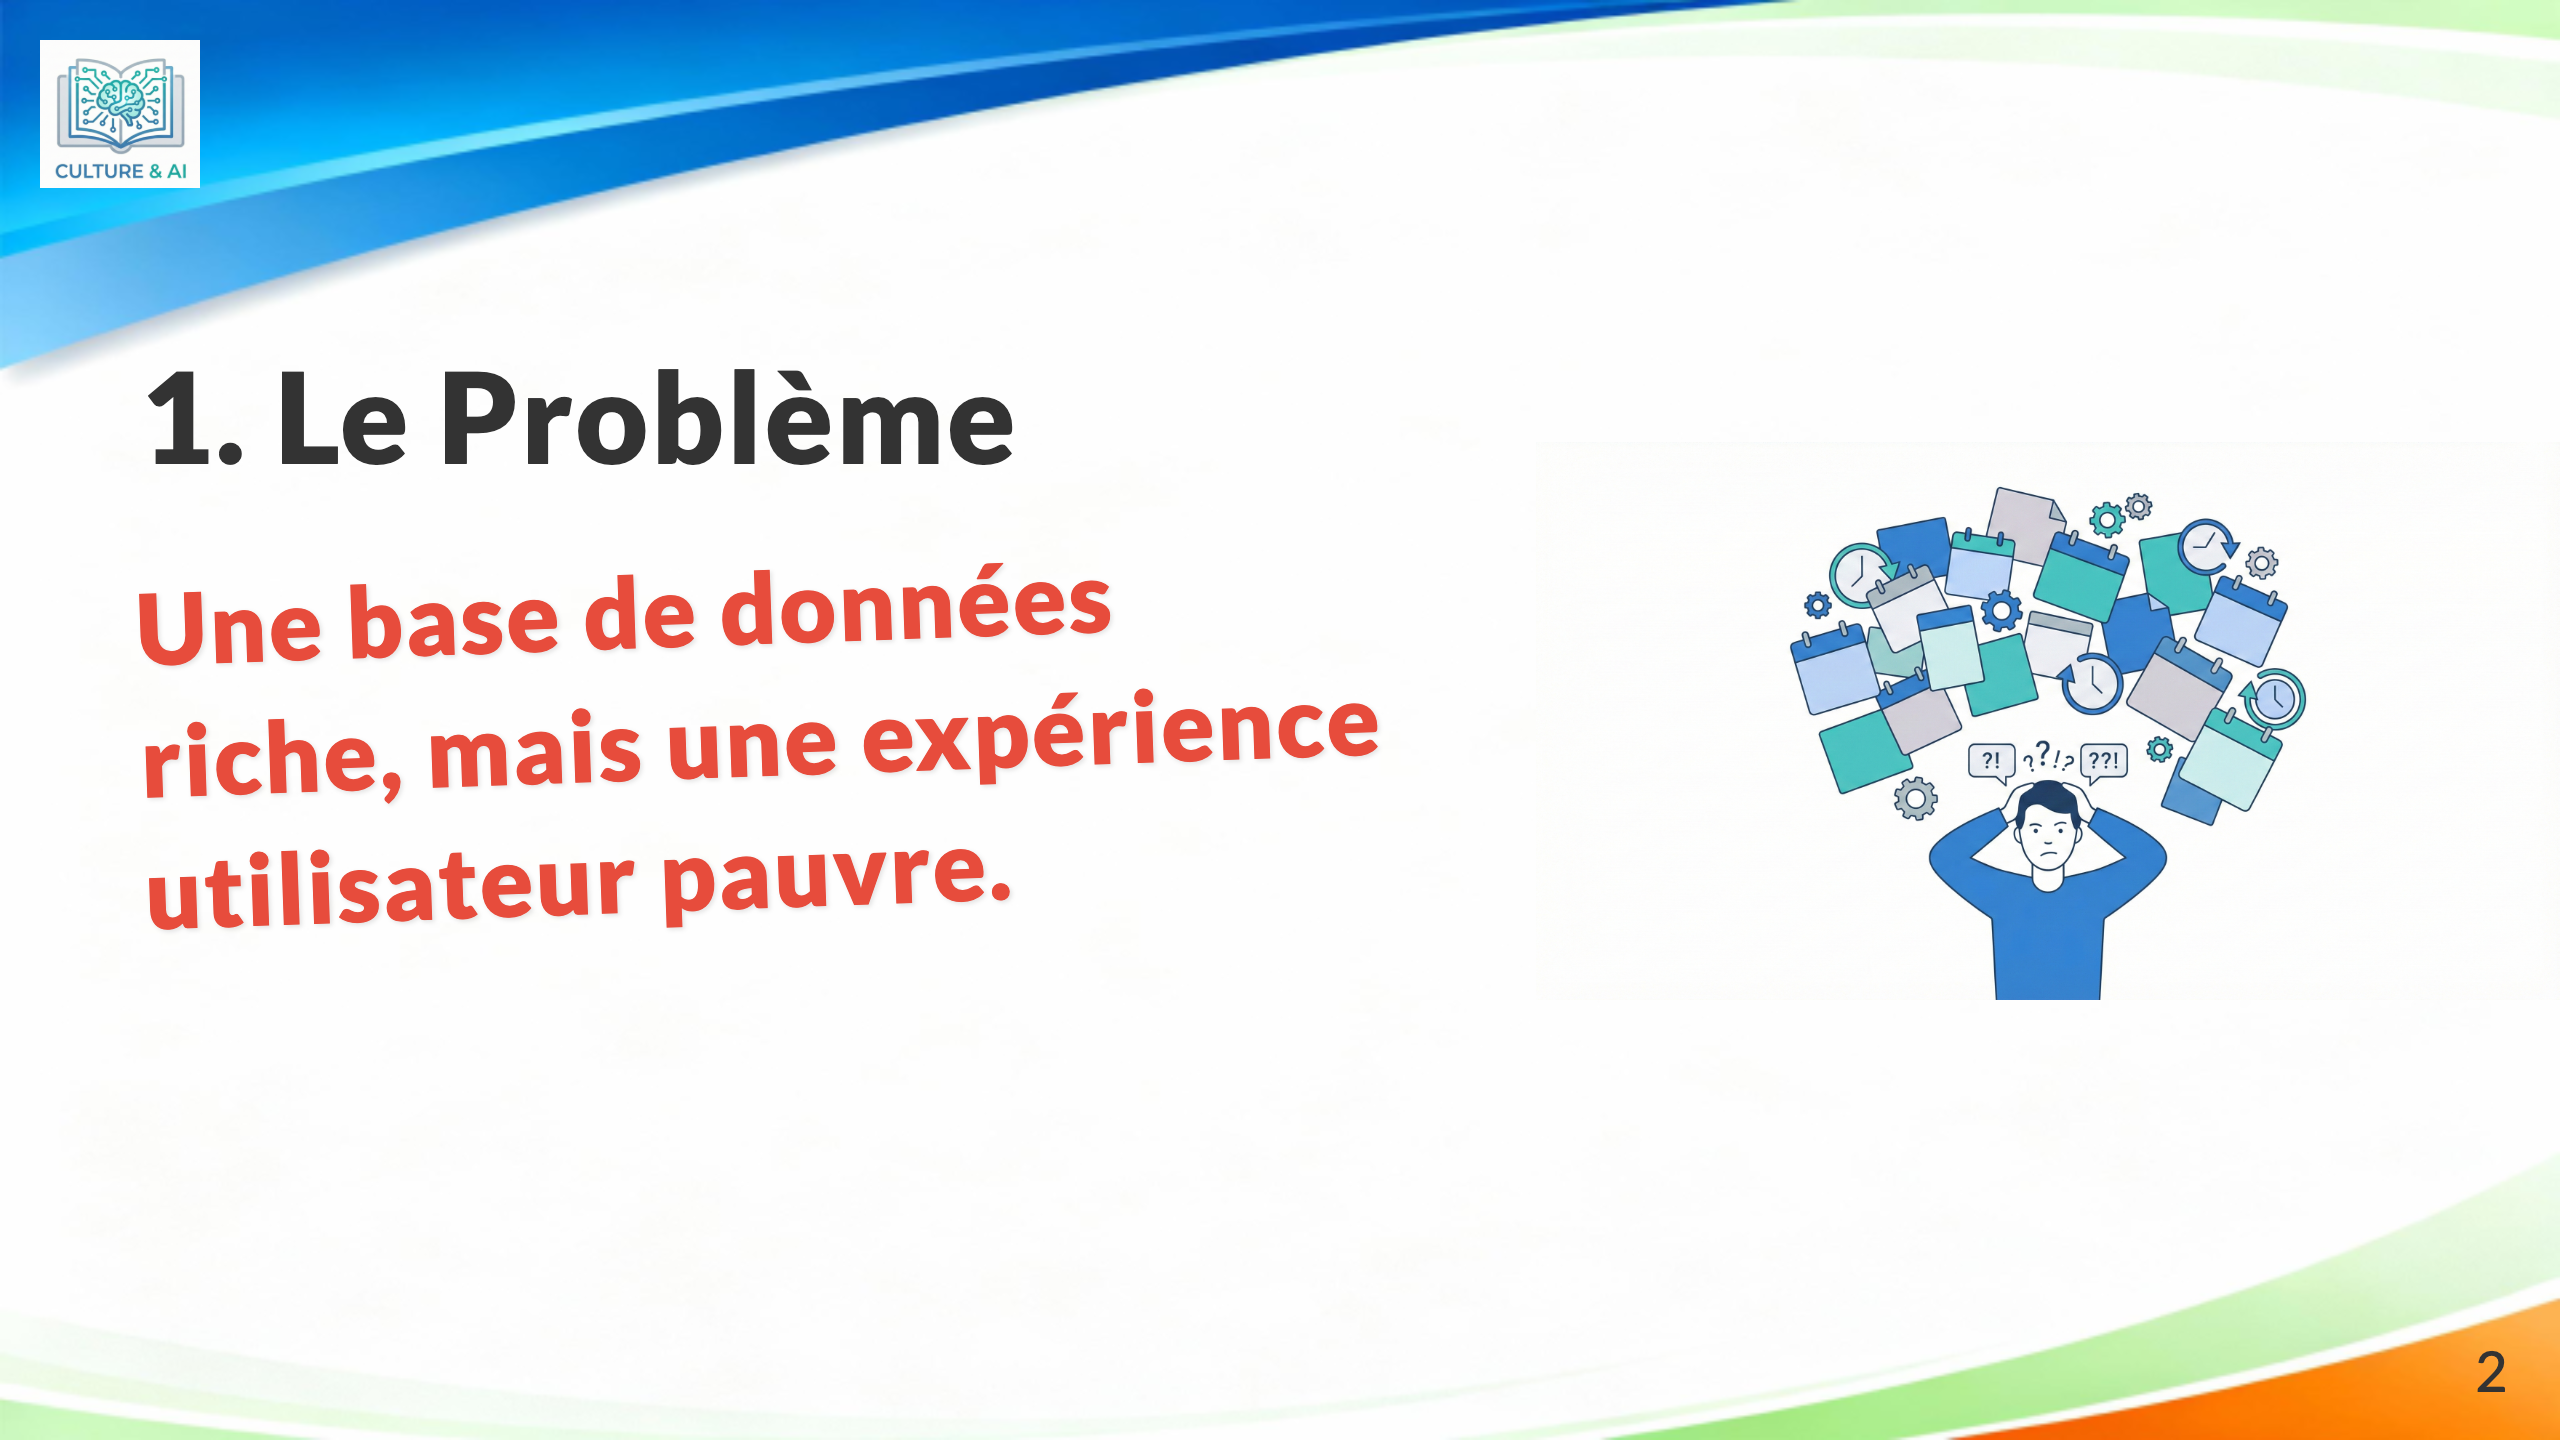 CULTURE & AI
1. Le Problème
Une base de données
riche, mais une expérience
utilisateur pauvre.
?! ??!? ??!
2